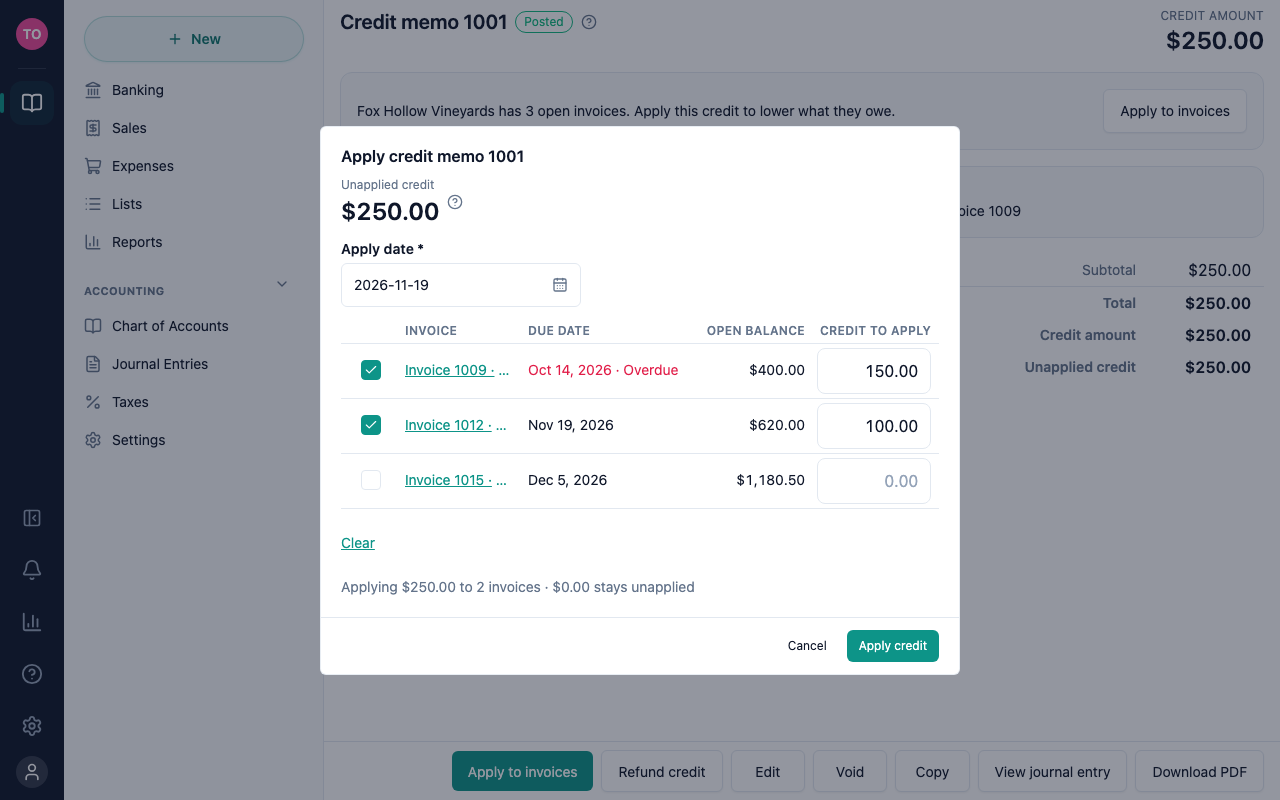 TO
New
Banking
Sales
Expenses
Lists
Reports
ACCOUNTING
Chart of Accounts
Journal Entries
Taxes
Settings
Credit memo 1001 Posted
CREDIT AMOUNT
$250.00
Fox Hollow Vineyards has 3 open invoices. Apply this credit to lower what they owe.
Apply to invoices
oice 1009
Subtotal $250.00
Total $250.00
Credit amount $250.00
Unapplied credit $250.00
Apply credit memo 1001
Unapplied credit
$250.00
Apply date *
2026-11-19
INVOICE DUE DATE OPEN BALANCE CREDIT TO APPLY
Invoice 1009 · ... Oct 14, 2026 · Overdue $400.00 150.00
Invoice 1012 · ... Nov 19, 2026 $620.00 100.00
Invoice 1015 · ... Dec 5, 2026 $1,180.50 0.00
Clear
Applying $250.00 to 2 invoices · $0.00 stays unapplied
Cancel Apply credit
Apply to invoices Refund credit Edit Void Copy View journal entry Download PDF